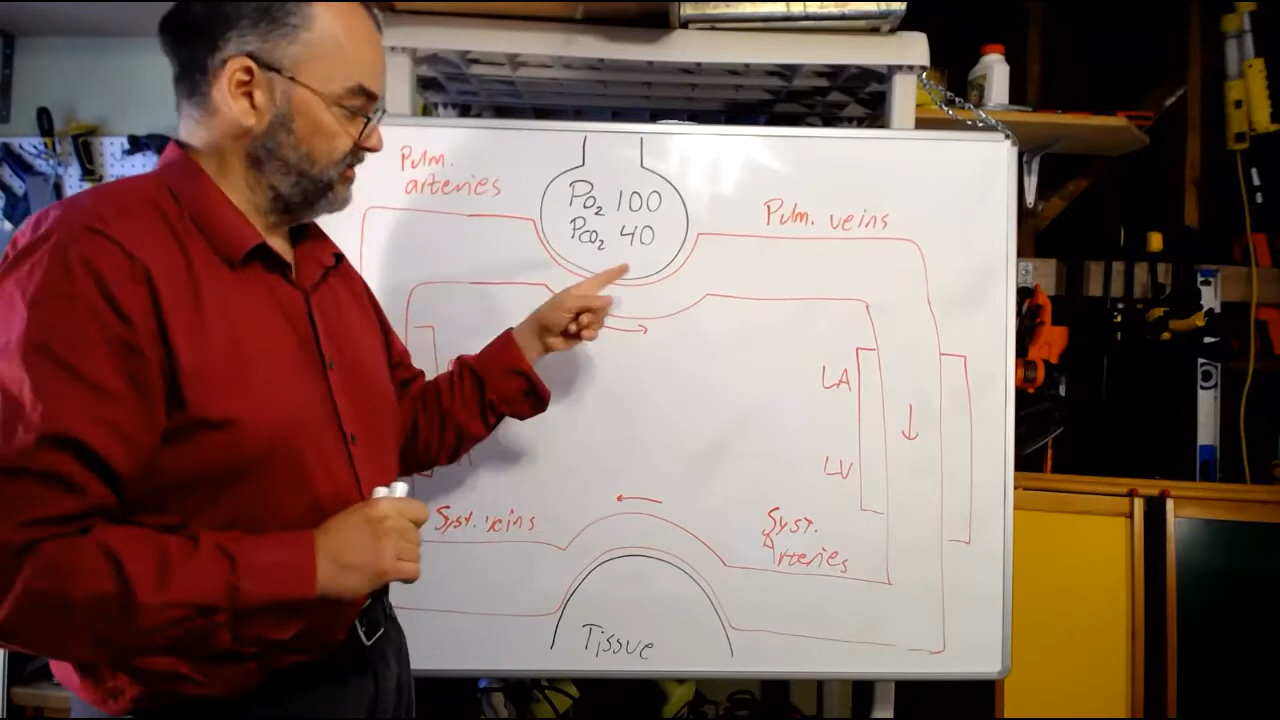 Pulm.
arteries
Po2 100
Pco2 40
Pulm. veins
LA
LV
Syst. veins
Syst.
Arteries
Tissue